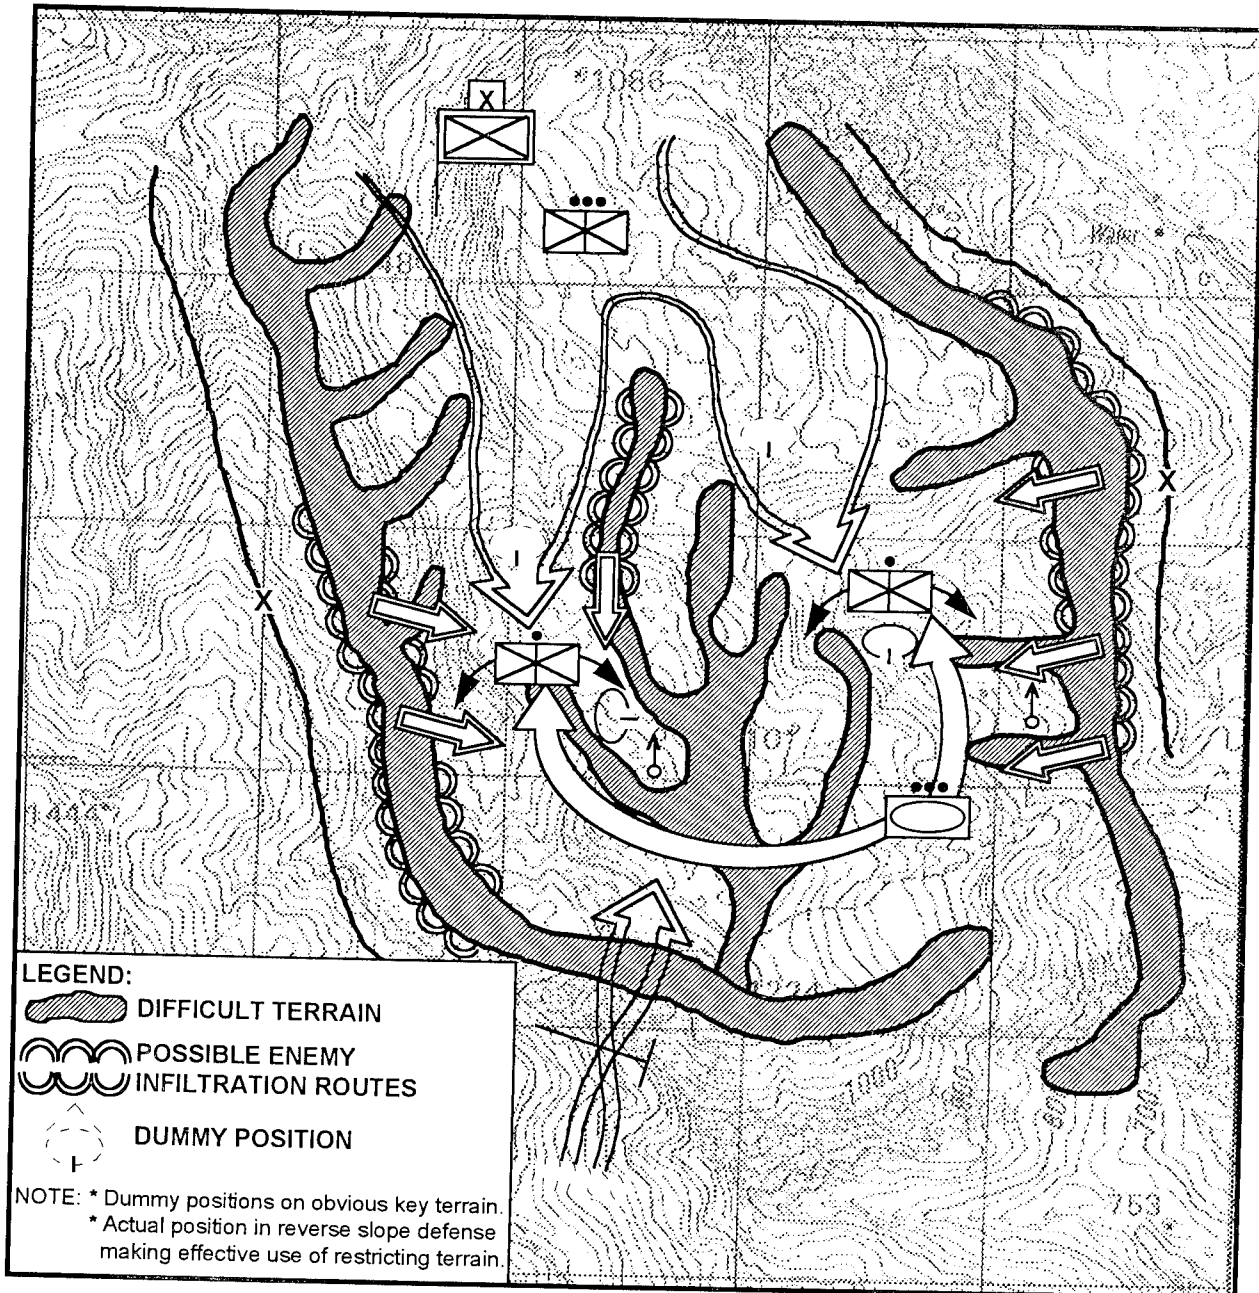 X
1086
Water
X
X
I
I
I
I
LEGEND:
DIFFICULT TERRAIN
POSSIBLE ENEMY
INFILTRATION ROUTES
DUMMY POSITION
I
NOTE: * Dummy positions on obvious key terrain.
* Actual position in reverse slope defense
making effective use of restricting terrain.
1000
700
753